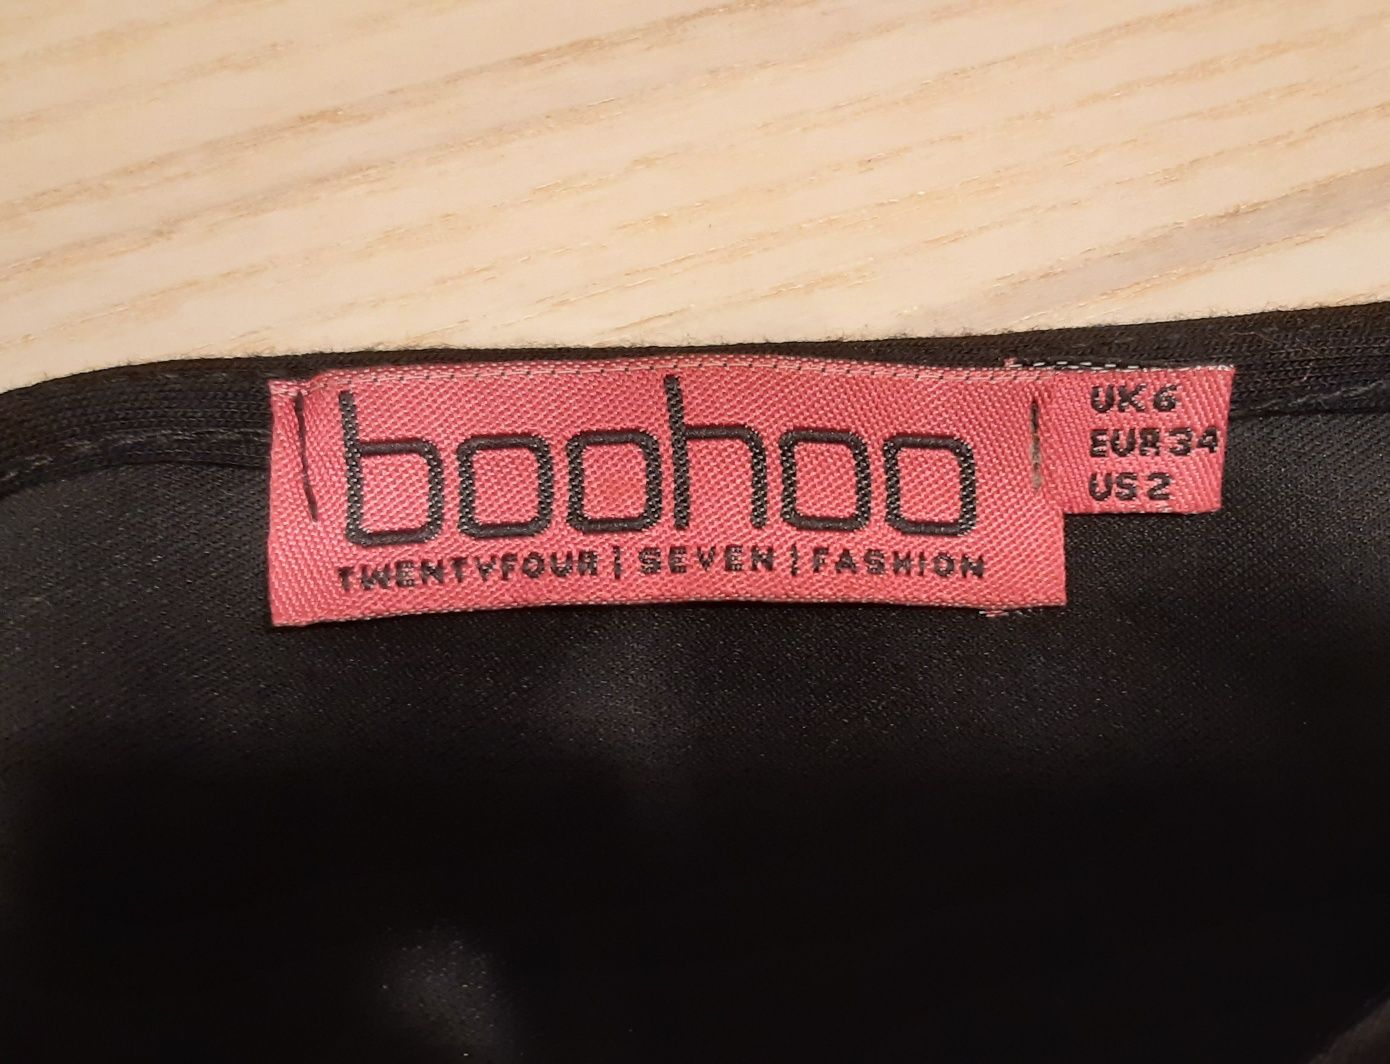 boohoo
TWENTYFOUR | SEVEN | FASHION
UK 6
EUR 34
US 2